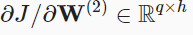 ∂J/∂𝐖⁽²⁾ ∈ ℝ^{q×h}